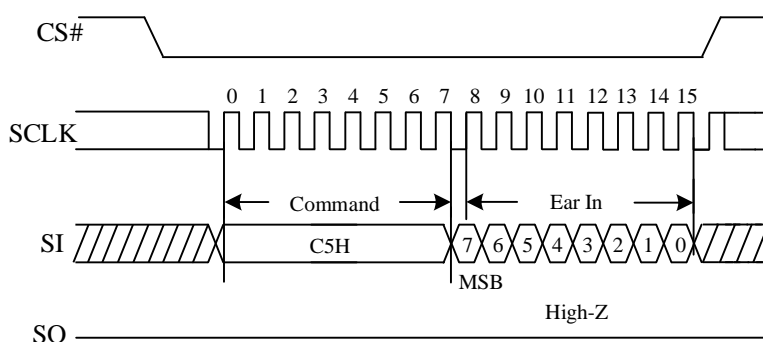 CS#
0 1 2 3 4 5 6 7 8 9 10 11 12 13 14 15
SCLK
Command Ear In
SI C5H 7 6 5 4 3 2 1 0
MSB
High-Z
SO